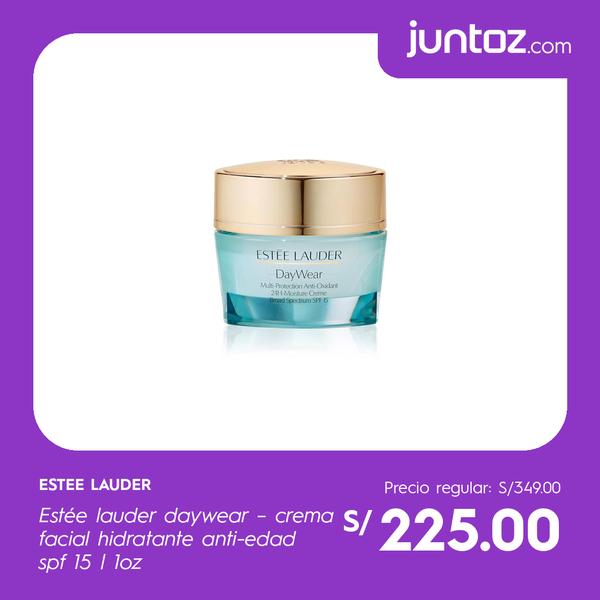 juntoz.com
ESTĒE LAUDER
DayWear
Multi-Protection Anti-Oxidant
24H-Moisture Creme
Broad Spectrum SPF 15
ESTEE LAUDER
Estée lauder daywear - crema
facial hidratante anti-edad
spf 15 | 1oz
Precio regular: S/349.00
S/ 225.00